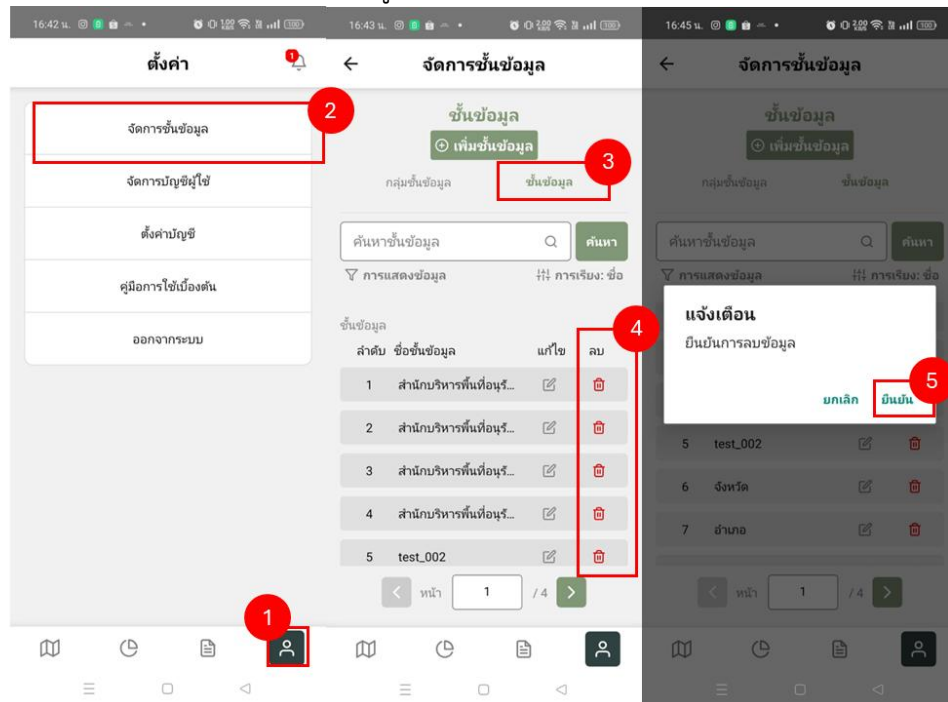 16:42 น.
100
ตั้งค่า
1
2
จัดการชั้นข้อมูล
จัดการบัญชีผู้ใช้
ตั้งค่าบัญชี
คู่มือการใช้เบื้องต้น
ออกจากระบบ
1
16:43 น.
100
จัดการชั้นข้อมูล
ชั้นข้อมูล
เพิ่มชั้นข้อมูล
3
กลุ่มชั้นข้อมูล ชั้นข้อมูล
ค้นหาชั้นข้อมูล ค้นหา
การแสดงข้อมูล การเรียง: ชื่อ
ชั้นข้อมูล
4
ลำดับ ชื่อชั้นข้อมูล แก้ไข ลบ
1 สำนักบริหารพื้นที่อนุรั...
2 สำนักบริหารพื้นที่อนุรั...
3 สำนักบริหารพื้นที่อนุรั...
4 สำนักบริหารพื้นที่อนุรั...
5 test_002
หน้า 1 / 4
16:45 น.
100
จัดการชั้นข้อมูล
ชั้นข้อมูล
เพิ่มชั้นข้อมูล
กลุ่มชั้นข้อมูล ชั้นข้อมูล
ค้นหาชั้นข้อมูล ค้นหา
การแสดงข้อมูล การเรียง: ชื่อ
แจ้งเตือน
ยืนยันการลบข้อมูล
5
ยกเลิก ยืนยัน
5 test_002
6 จังหวัด
7 อำเภอ
หน้า 1 / 4